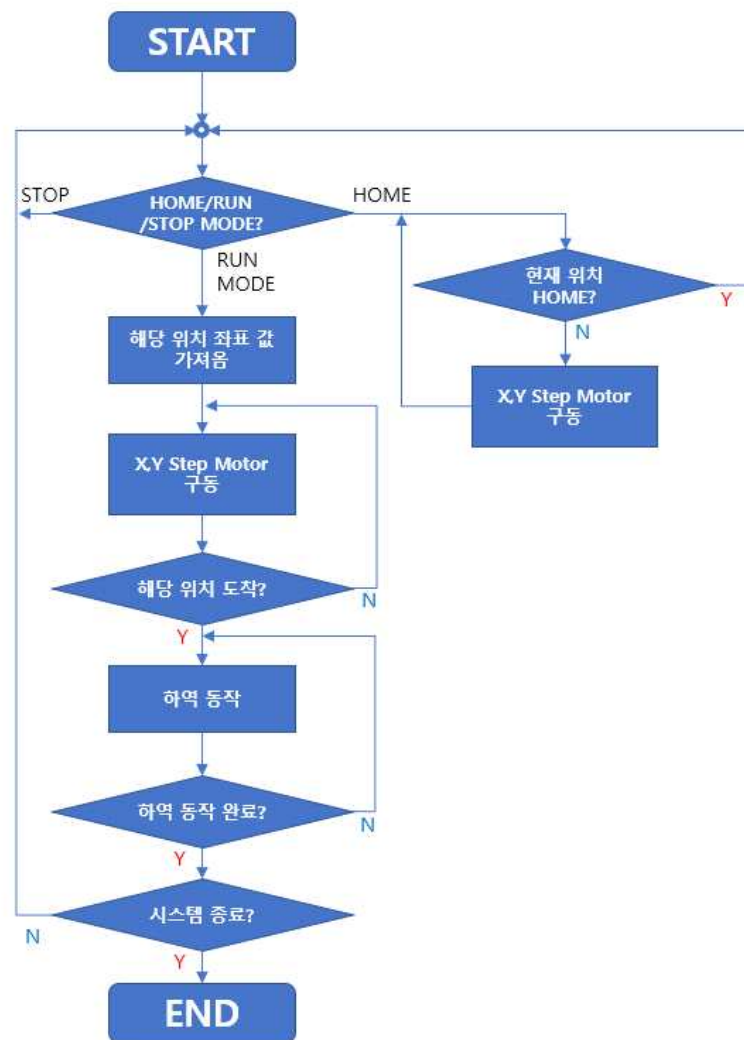 START
STOP
HOME/RUN
/STOP MODE?
HOME
RUN
MODE
현재 위치
HOME?
Y
N
해당 위치 좌표 값
가져옴
X,Y Step Motor
구동
X,Y Step Motor
구동
해당 위치 도착?
N
Y
하역 동작
하역 동작 완료?
N
Y
시스템 종료?
N
Y
END